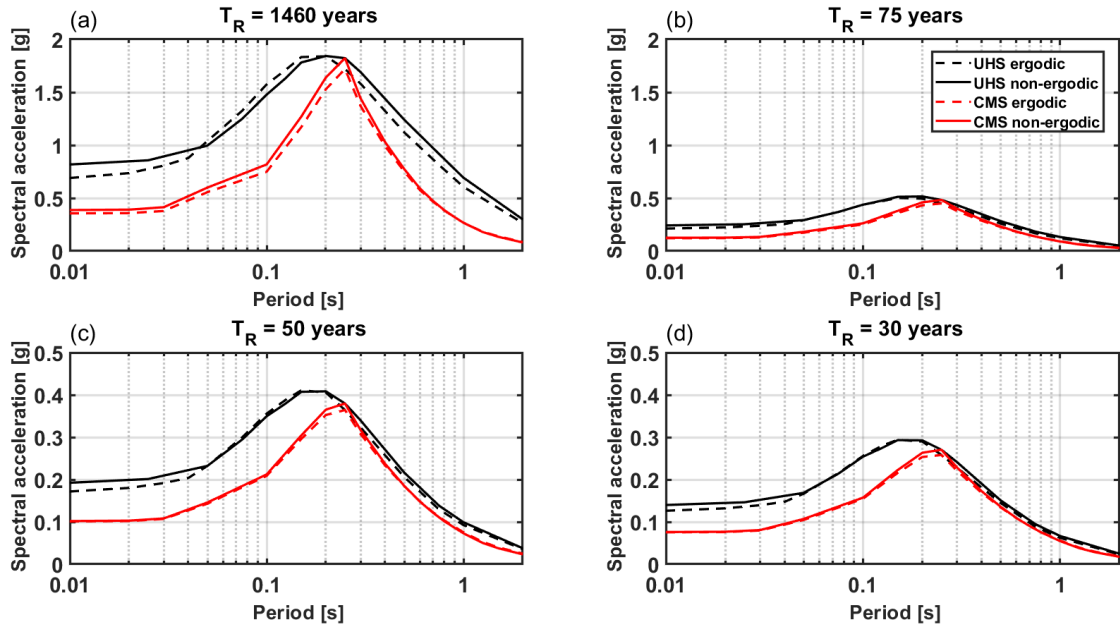 (a)
T_R = 1460 years
Spectral acceleration [g]
2
1.5
1
0.5
0
0.01
0.1
1
Period [s]
(b)
T_R = 75 years
Spectral acceleration [g]
2
1.5
1
0.5
0
0.01
0.1
1
Period [s]
UHS ergodic
UHS non-ergodic
CMS ergodic
CMS non-ergodic
(c)
T_R = 50 years
Spectral acceleration [g]
0.5
0.4
0.3
0.2
0.1
0
0.01
0.1
1
Period [s]
(d)
T_R = 30 years
Spectral acceleration [g]
0.5
0.4
0.3
0.2
0.1
0
0.01
0.1
1
Period [s]